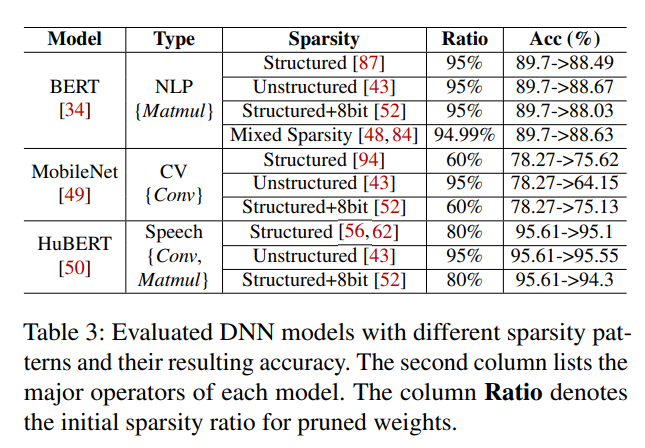 Model Type Sparsity Ratio Acc (%)
Structured [87] 95% 89.7->88.49
BERT NLP Unstructured [43] 95% 89.7->88.67
[34] {Matmul} Structured+8bit [52] 95% 89.7->88.03
Mixed Sparsity [48,84] 94.99% 89.7->88.63
MobileNet CV Structured [94] 60% 78.27->75.62
[49] {Conv} Unstructured [43] 95% 78.27->64.15
Structured+8bit [52] 60% 78.27->75.13
HuBERT Speech Structured [56,62] 80% 95.61->95.1
[50] {Conv, Unstructured [43] 95% 95.61->95.55
Matmul} Structured+8bit [52] 80% 95.61->94.3
Table 3: Evaluated DNN models with different sparsity pat-
terns and their resulting accuracy. The second column lists the
major operators of each model. The column Ratio denotes
the initial sparsity ratio for pruned weights.